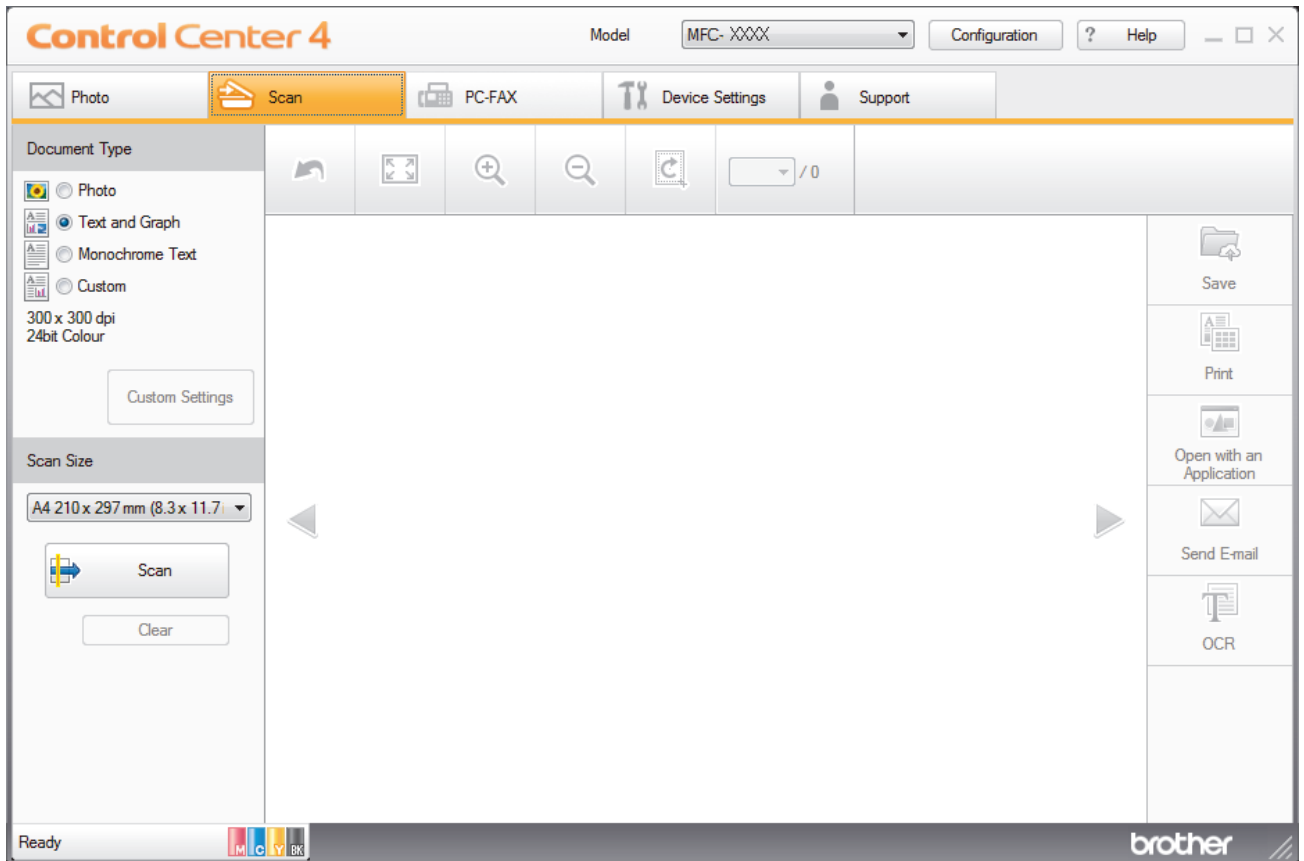 Control Center 4
Model
MFC- XXXX
Configuration
? Help
Photo
Scan
PC-FAX
Device Settings
Support
Document Type
Photo
Text and Graph
Monochrome Text
Custom
300 x 300 dpi
24bit Colour
Custom Settings
Scan Size
A4 210 x 297 mm (8.3 x 11.7
Scan
Clear
/ 0
Save
Print
Open with an
Application
Send E-mail
OCR
Ready
M C Y BK
brother